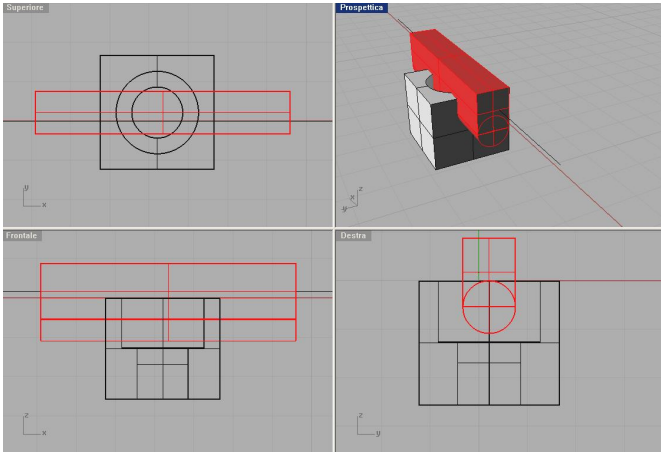 Superiore
Prospettica
y
x
z
x
y
Frontale
Destra
z
x
z
y